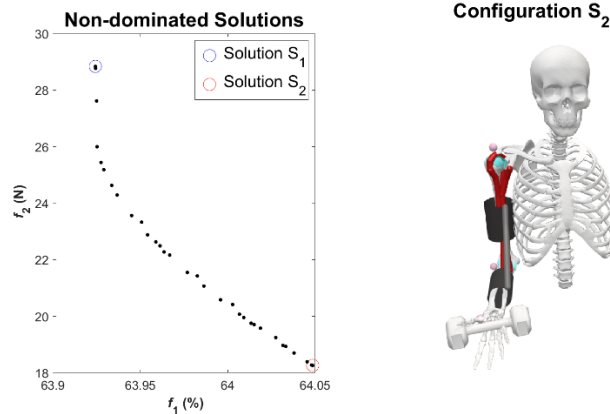 Non-dominated Solutions
Configuration S2
30
Solution S1
Solution S2
28
26
24
f2 (N)
22
20
18
63.9
63.95
64
64.05
f1 (%)